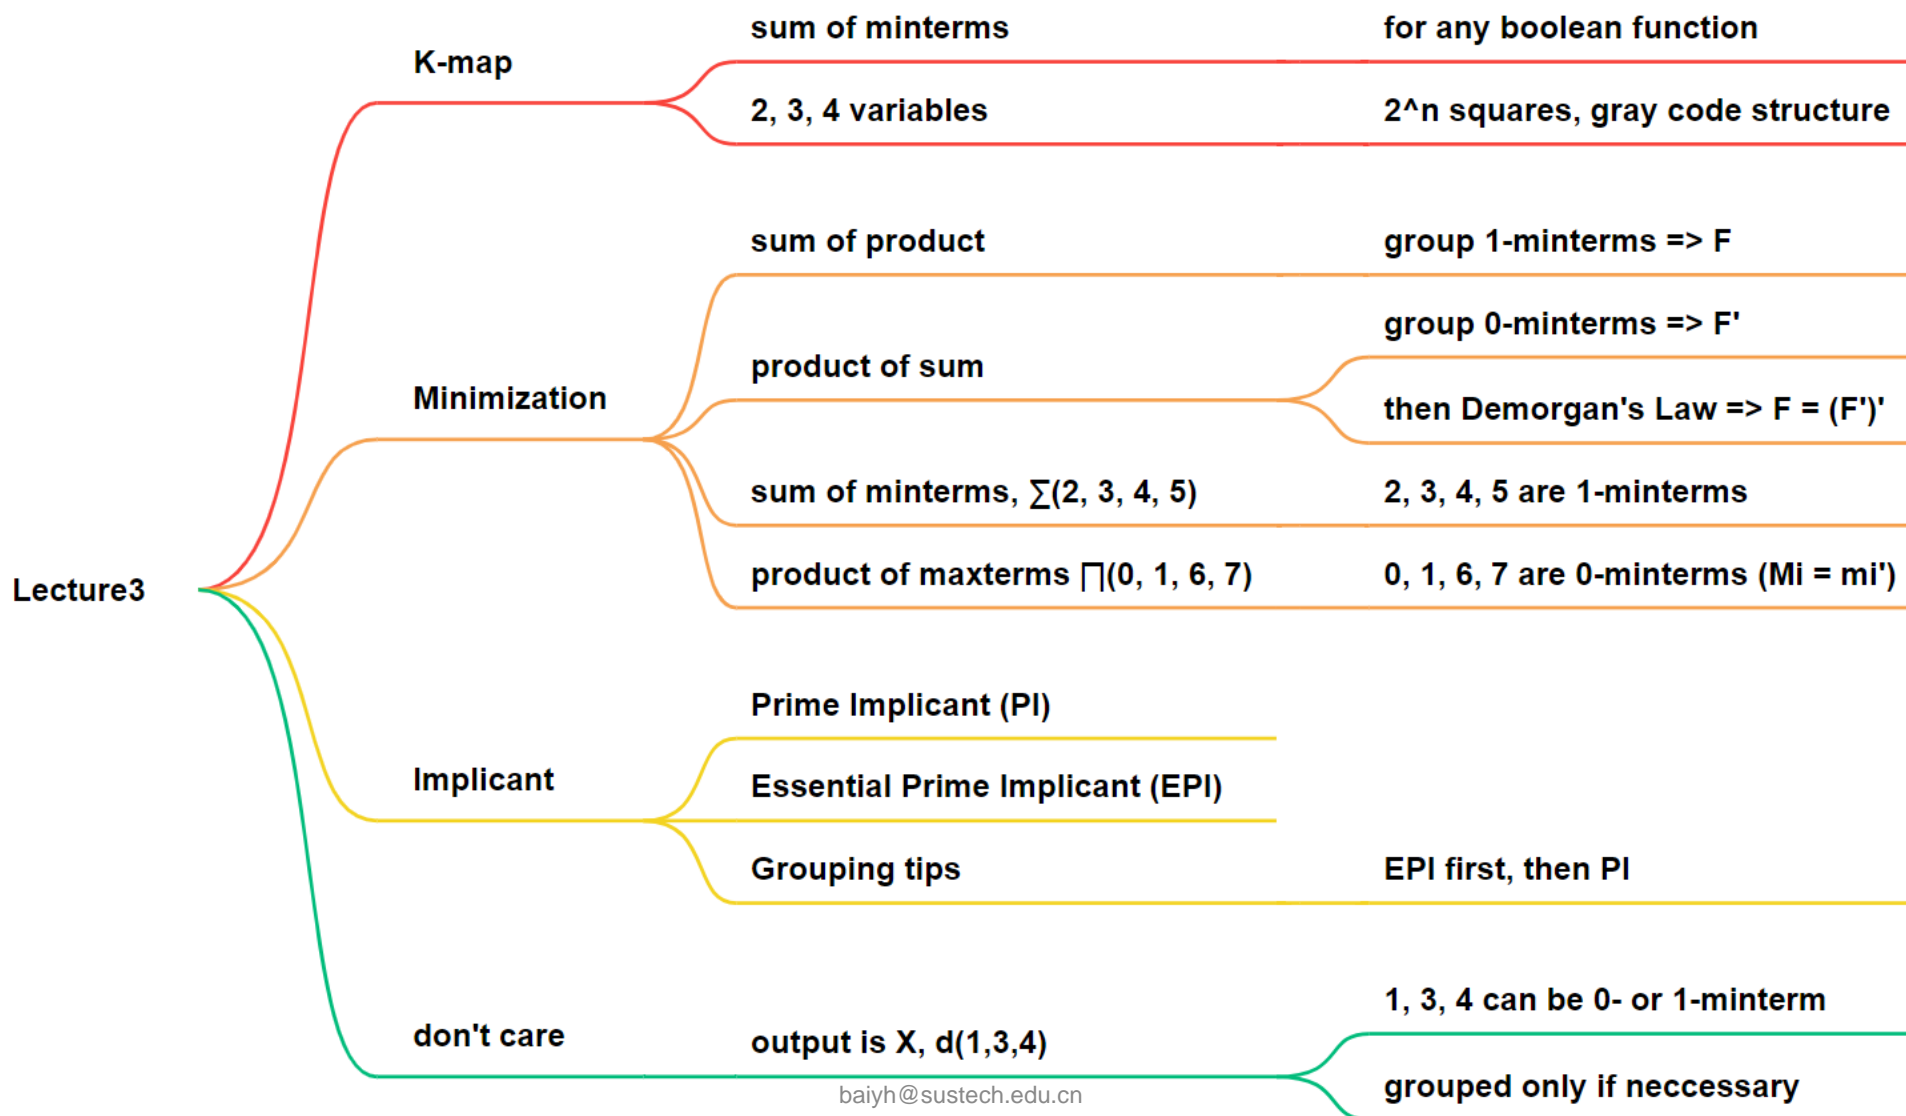 Lecture3
K-map
sum of minterms
for any boolean function
2, 3, 4 variables
2^n squares, gray code structure
Minimization
sum of product
group 1-minterms => F
product of sum
group 0-minterms => F'
then Demorgan's Law => F = (F')'
sum of minterms, ∑(2, 3, 4, 5)
2, 3, 4, 5 are 1-minterms
product of maxterms ∏(0, 1, 6, 7)
0, 1, 6, 7 are 0-minterms (Mi = mi')
Implicant
Prime Implicant (PI)
Essential Prime Implicant (EPI)
Grouping tips
EPI first, then PI
don't care
output is X, d(1,3,4)
1, 3, 4 can be 0- or 1-minterm
grouped only if neccessary
baiyh@sustech.edu.cn